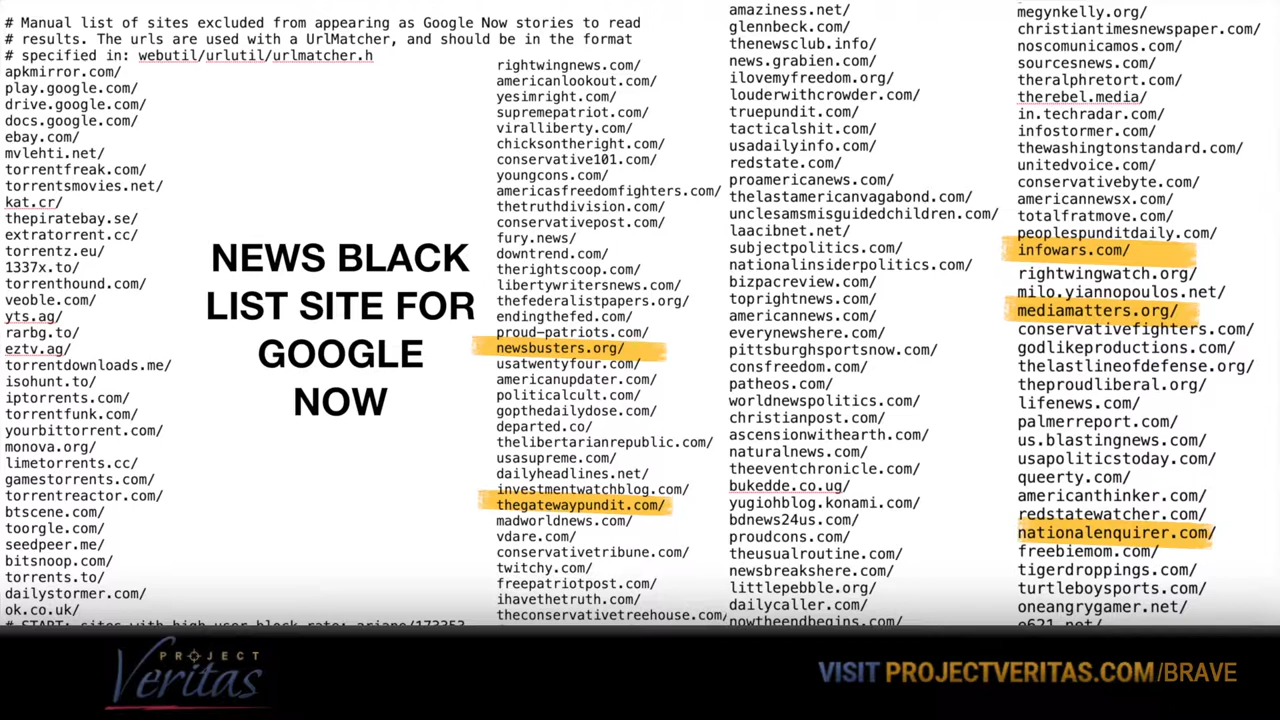 # Manual list of sites excluded from appearing as Google Now stories to read
# results. The urls are used with a UrlMatcher, and should be in the format
# specified in: webutil/urlutil/urlmatcher.h
apkmirror.com/
play.google.com/
drive.google.com/
docs.google.com/
ebay.com/
mvlehti.net/
torrentfreak.com/
torrentsmovies.net/
kat.cr/
thepiratebay.se/
extratorrent.cc/
torrentz.eu/
1337x.to/
torrenthound.com/
veoble.com/
yts.ag/
rarbg.to/
eztv.ag/
torrentdownloads.me/
isohunt.to/
iptorrents.com/
torrentfunk.com/
yourbittorrent.com/
monova.org/
limetorrents.cc/
gamestorrents.com/
torrentreactor.com/
btscene.com/
toorgle.com/
seedpeer.me/
bitsnoop.com/
torrents.to/
dailystormer.com/
ok.co.uk/
# START: sites with high user block rate: ariane/173353
NEWS BLACK
LIST SITE FOR
GOOGLE
NOW
rightwingnews.com/
americanlookout.com/
yesimright.com/
supremepatriot.com/
viralliberty.com/
chicksontheright.com/
conservative101.com/
youngcons.com/
americasfreedomfighters.com/
thetruthdivision.com/
conservativepost.com/
fury.news/
downtrend.com/
therightscoop.com/
libertywritersnews.com/
thefederalistpapers.org/
endingthefed.com/
proud-patriots.com/
newsbusters.org/
usatwentyfour.com/
americanupdater.com/
politicalcult.com/
gopthedailydose.com/
departed.co/
thelibertarianrepublic.com/
usasupreme.com/
dailyheadlines.net/
investmentwatchblog.com/
thegatewaypundit.com/
madworldnews.com/
vdare.com/
conservativetribune.com/
twitchy.com/
freepatriotpost.com/
ihavethetruth.com/
theconservativetreehouse.com/
amaziness.net/
glennbeck.com/
thenewsclub.info/
news.grabien.com/
ilovemyfreedom.org/
louderwithcrowder.com/
truepundit.com/
tacticalshit.com/
usadailyinfo.com/
redstate.com/
proamericanews.com/
thelastamericanvagabond.com/
unclesamsmisguidedchildren.com/
laacibnet.net/
subjectpolitics.com/
nationalinsiderpolitics.com/
bizpacreview.com/
toprightnews.com/
americannews.com/
everynewshere.com/
pittsburghsportsnow.com/
consfreedom.com/
patheos.com/
worldnewspolitics.com/
christianpost.com/
ascensionwithearth.com/
naturalnews.com/
theeventchronicle.com/
bukedde.co.ug/
yugiohblog.konami.com/
bdnews24us.com/
proudcons.com/
theusualroutine.com/
newsbreakshere.com/
littlepebble.org/
dailycaller.com/
nowtheendbegins.com/
megynkelly.org/
christiantimesnewspaper.com/
noscomunicamos.com/
sourcesnews.com/
theralphretort.com/
therebel.media/
in.techradar.com/
infostormer.com/
thewashingtonstandard.com/
unitedvoice.com/
conservativebyte.com/
americannewsx.com/
totalfratmove.com/
peoplespunditdaily.com/
infowars.com/
rightwingwatch.org/
milo.yiannopoulos.net/
mediamatters.org/
conservativefighters.com/
godlikeproductions.com/
thelastlineofdefense.org/
theproudliberal.org/
lifenews.com/
palmerreport.com/
us.blastingnews.com/
usapoliticstoday.com/
queerty.com/
americanthinker.com/
redstatewatcher.com/
nationalenquirer.com/
freebiemom.com/
tigerdroppings.com/
turtleboysports.com/
oneangrygamer.net/
e621.net/
PROJECT
Veritas
VISIT PROJECTVERITAS.COM/BRAVE